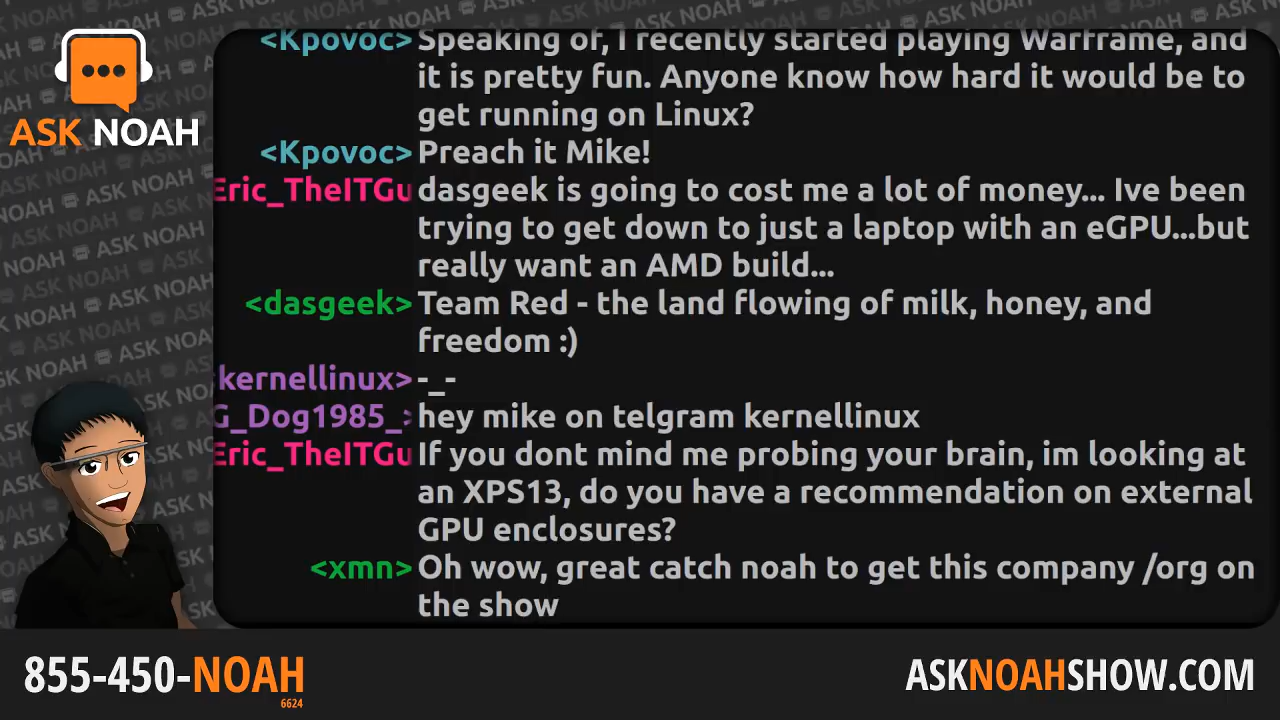 ASK NOAH
<Kpovoc> Speaking of, I recently started playing Warframe, and
it is pretty fun. Anyone know how hard it would be to
get running on Linux?
<Kpovoc> Preach it Mike!
Eric_TheITGu dasgeek is going to cost me a lot of money... Ive been
trying to get down to just a laptop with an eGPU...but
really want an AMD build...
<dasgeek> Team Red - the land flowing of milk, honey, and
freedom :)
kernellinux> -_-
G_Dog1985_> hey mike on telgram kernellinux
Eric_TheITGu If you dont mind me probing your brain, im looking at
an XPS13, do you have a recommendation on external
GPU enclosures?
<xmn> Oh wow, great catch noah to get this company /org on
the show
855-450-NOAH
6624
ASKNOAHSHOW.COM